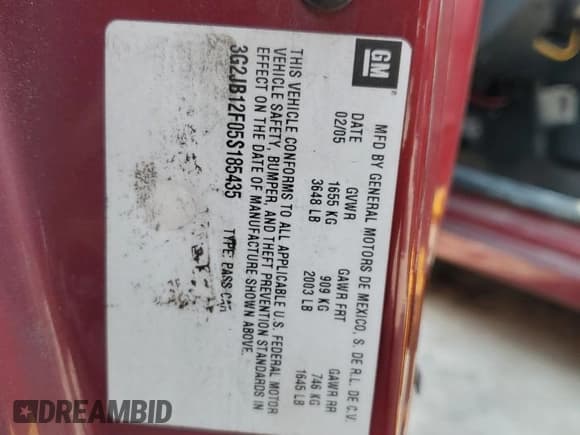 GM
MFD BY GENERAL MOTORS DE MEXICO, S. DE R.L. DE C.V.
DATE GVWR GAWR FRT GAWR RR
02/05 1655 KG 909 KG 746 KG
3648 LB 2003 LB 1645 LB
THIS VEHICLE CONFORMS TO ALL APPLICABLE U.S. FEDERAL MOTOR
VEHICLE SAFETY, BUMPER, AND THEFT PREVENTION STANDARDS IN
EFFECT ON THE DATE OF MANUFACTURE SHOWN ABOVE.
3G2JB12F05S185435 TYPE: PASS CAR
DREAMBID